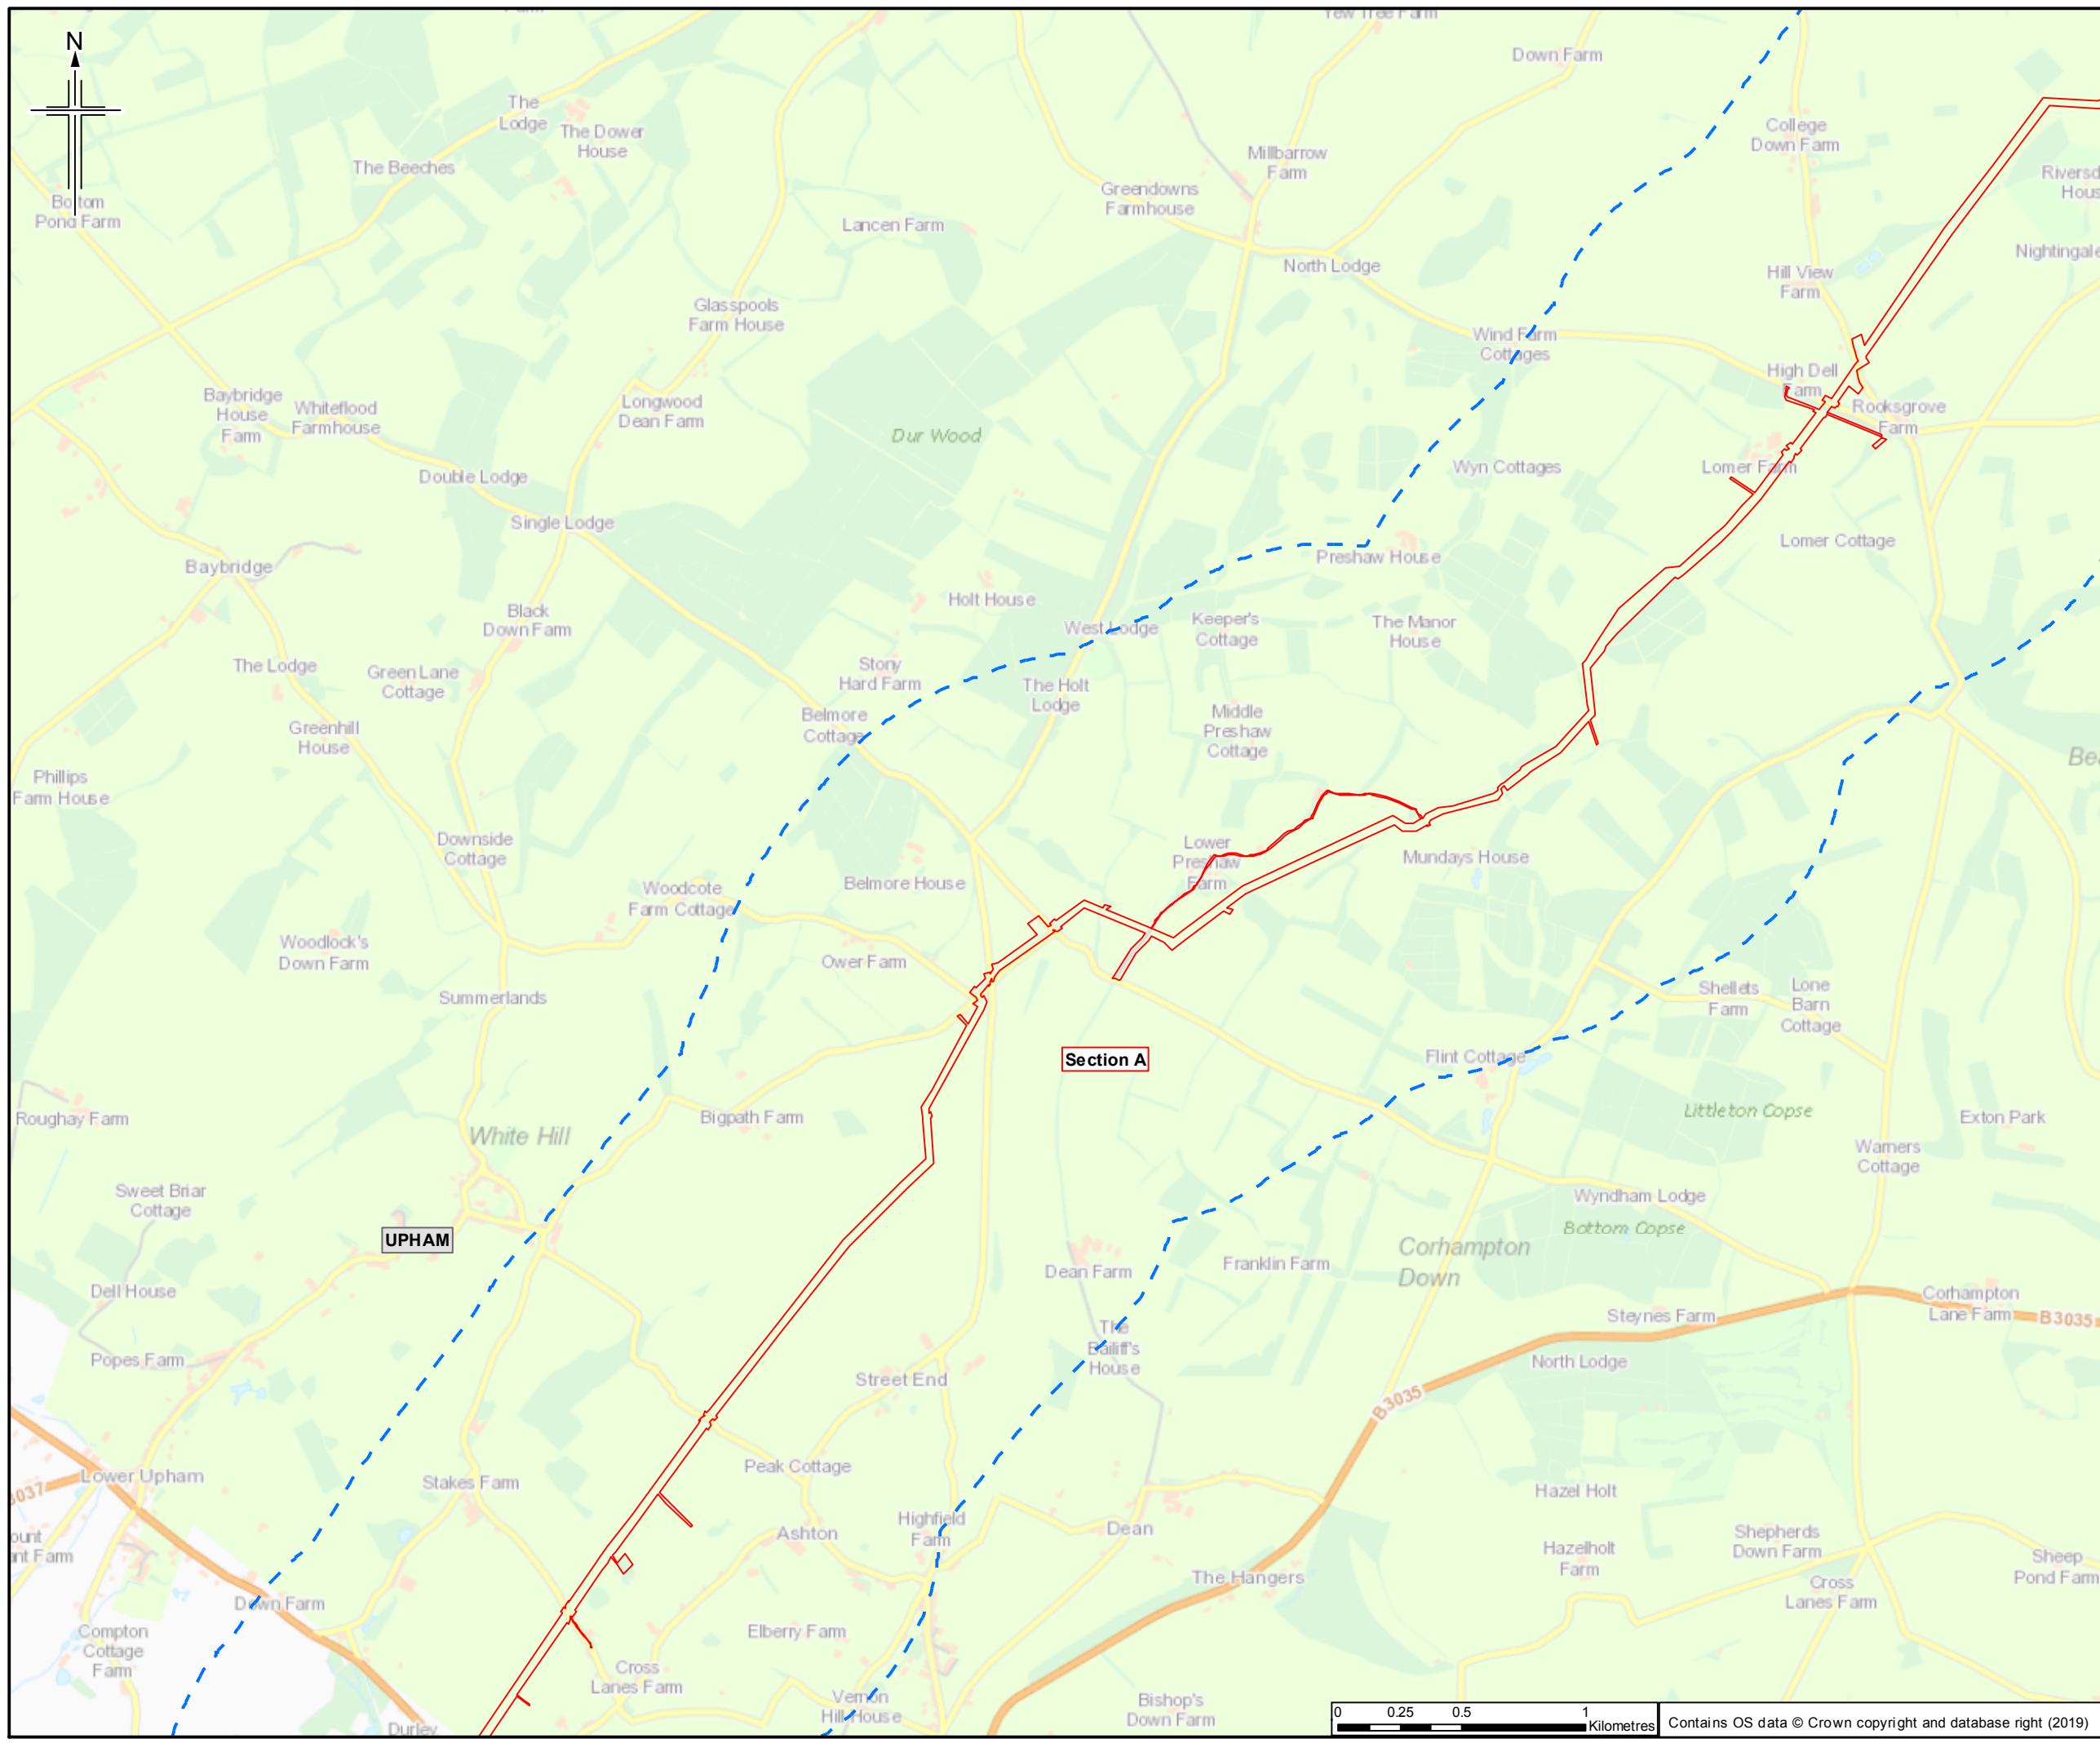 Farm
Yew Tree Farm
N
Down Farm
The
Lodge
The Dower
House
College
Down Farm
Millbarrow
Farm
The Beeches
Riversd
Hous
Greendowns
Farmhouse
Bottom
Pond Farm
Lancen Farm
Nightingale
North Lodge
Hill View
Farm
Glasspools
Farm House
Wind Farm
Cottages
High Dell
Farm
Baybridge
House
Farm
Whiteflood
Farmhouse
Longwood
Dean Farm
Rooksgrove
Farm
Dur Wood
Double Lodge
Wyn Cottages
Lomer Farm
Single Lodge
Lomer Cottage
Preshaw House
Baybridge
Holt House
Black
Down Farm
West Lodge
Keeper's
Cottage
The Manor
House
The Lodge
Green Lane
Cottage
Stony
Hard Farm
The Holt
Lodge
Belmore
Cottage
Middle
Preshaw
Cottage
Greenhill
House
Bea
Phillips
Farm House
Downside
Cottage
Lower
Preshaw
Farm
Mundays House
Belmore House
Woodcote
Farm Cottage
Woodlock's
Down Farm
Ower Farm
Summerlands
Shellets
Farm
Lone
Barn
Cottage
Section A
Flint Cottage
Roughay Farm
White Hill
Bigpath Farm
Littleton Copse
Exton Park
Warners
Cottage
Sweet Briar
Cottage
Wyndham Lodge
Bottom Copse
UPHAM
Corhampton
Down
Dean Farm
Franklin Farm
Dell House
Corhampton
Lane Farm
B3035
Steynes Farm
The
Bailiff's
House
Popes Farm
North Lodge
Street End
B3035
Lower Upham
Stakes Farm
Peak Cottage
3037
Hazel Holt
Highfield
Farm
Ashton
Dean
Shepherds
Down Farm
ount
nt Farm
Hazelholt
Farm
Sheep
Pond Farm
The Hangers
Cross
Lanes Farm
Down Farm
Compton
Cottage
Farm
Elberry Farm
Cross
Lanes Farm
Vernon
Hill House
Bishop's
Down Farm
Durley
0 0.25 0.5 1
Kilometres
Contains OS data © Crown copyright and database right (2019)